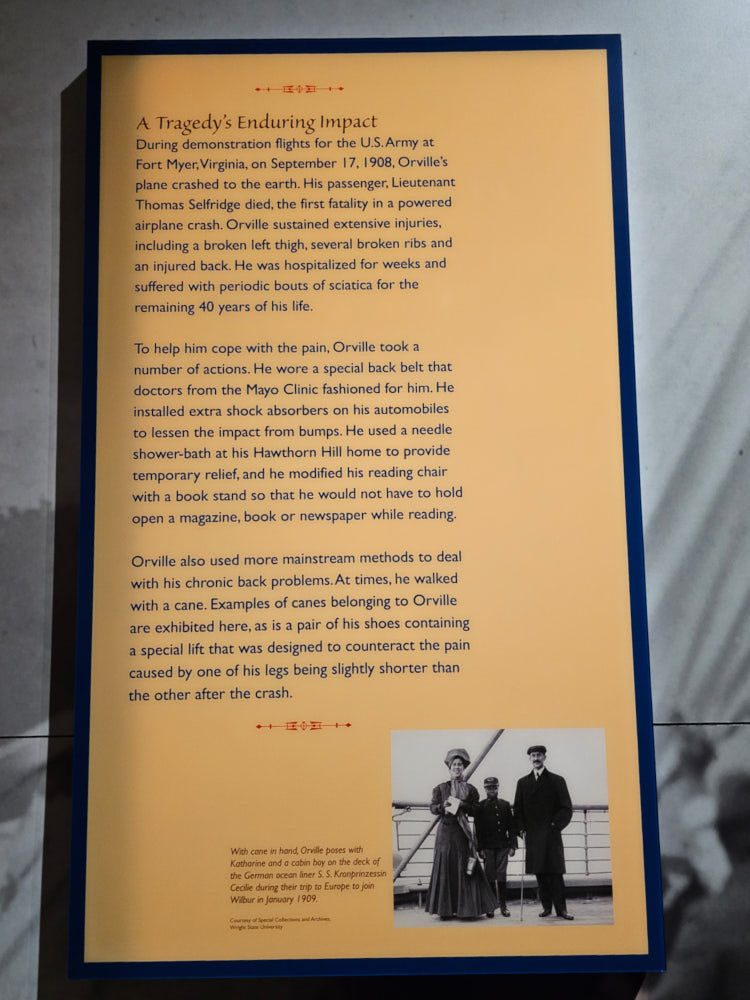 A Tragedy's Enduring Impact
During demonstration flights for the U.S. Army at
Fort Myer, Virginia, on September 17, 1908, Orville's
plane crashed to the earth. His passenger, Lieutenant
Thomas Selfridge died, the first fatality in a powered
airplane crash. Orville sustained extensive injuries,
including a broken left thigh, several broken ribs and
an injured back. He was hospitalized for weeks and
suffered with periodic bouts of sciatica for the
remaining 40 years of his life.
To help him cope with the pain, Orville took a
number of actions. He wore a special back belt that
doctors from the Mayo Clinic fashioned for him. He
installed extra shock absorbers on his automobiles
to lessen the impact from bumps. He used a needle
shower-bath at his Hawthorn Hill home to provide
temporary relief, and he modified his reading chair
with a book stand so that he would not have to hold
open a magazine, book or newspaper while reading.
Orville also used more mainstream methods to deal
with his chronic back problems. At times, he walked
with a cane. Examples of canes belonging to Orville
are exhibited here, as is a pair of his shoes containing
a special lift that was designed to counteract the pain
caused by one of his legs being slightly shorter than
the other after the crash.
With cane in hand, Orville poses with
Katharine and a cabin boy on the deck of
the German ocean liner S. S. Kronprinzessin
Cecilie during their trip to Europe to join
Wilbur in January 1909.
Courtesy of Special Collections and Archives,
Wright State University